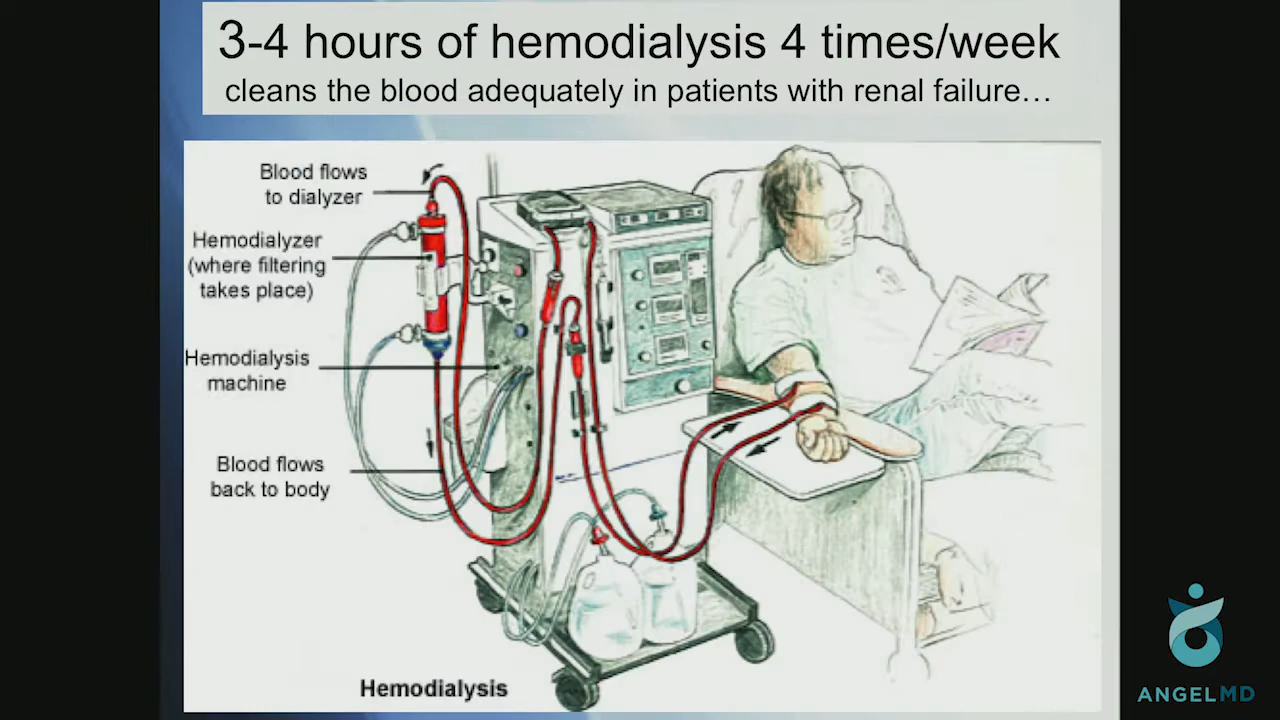 3-4 hours of hemodialysis 4 times/week
cleans the blood adequately in patients with renal failure…
Blood flows
to dialyzer
Hemodialyzer
(where filtering
takes place)
Hemodialysis
machine
Blood flows
back to body
Hemodialysis
ANGELMD